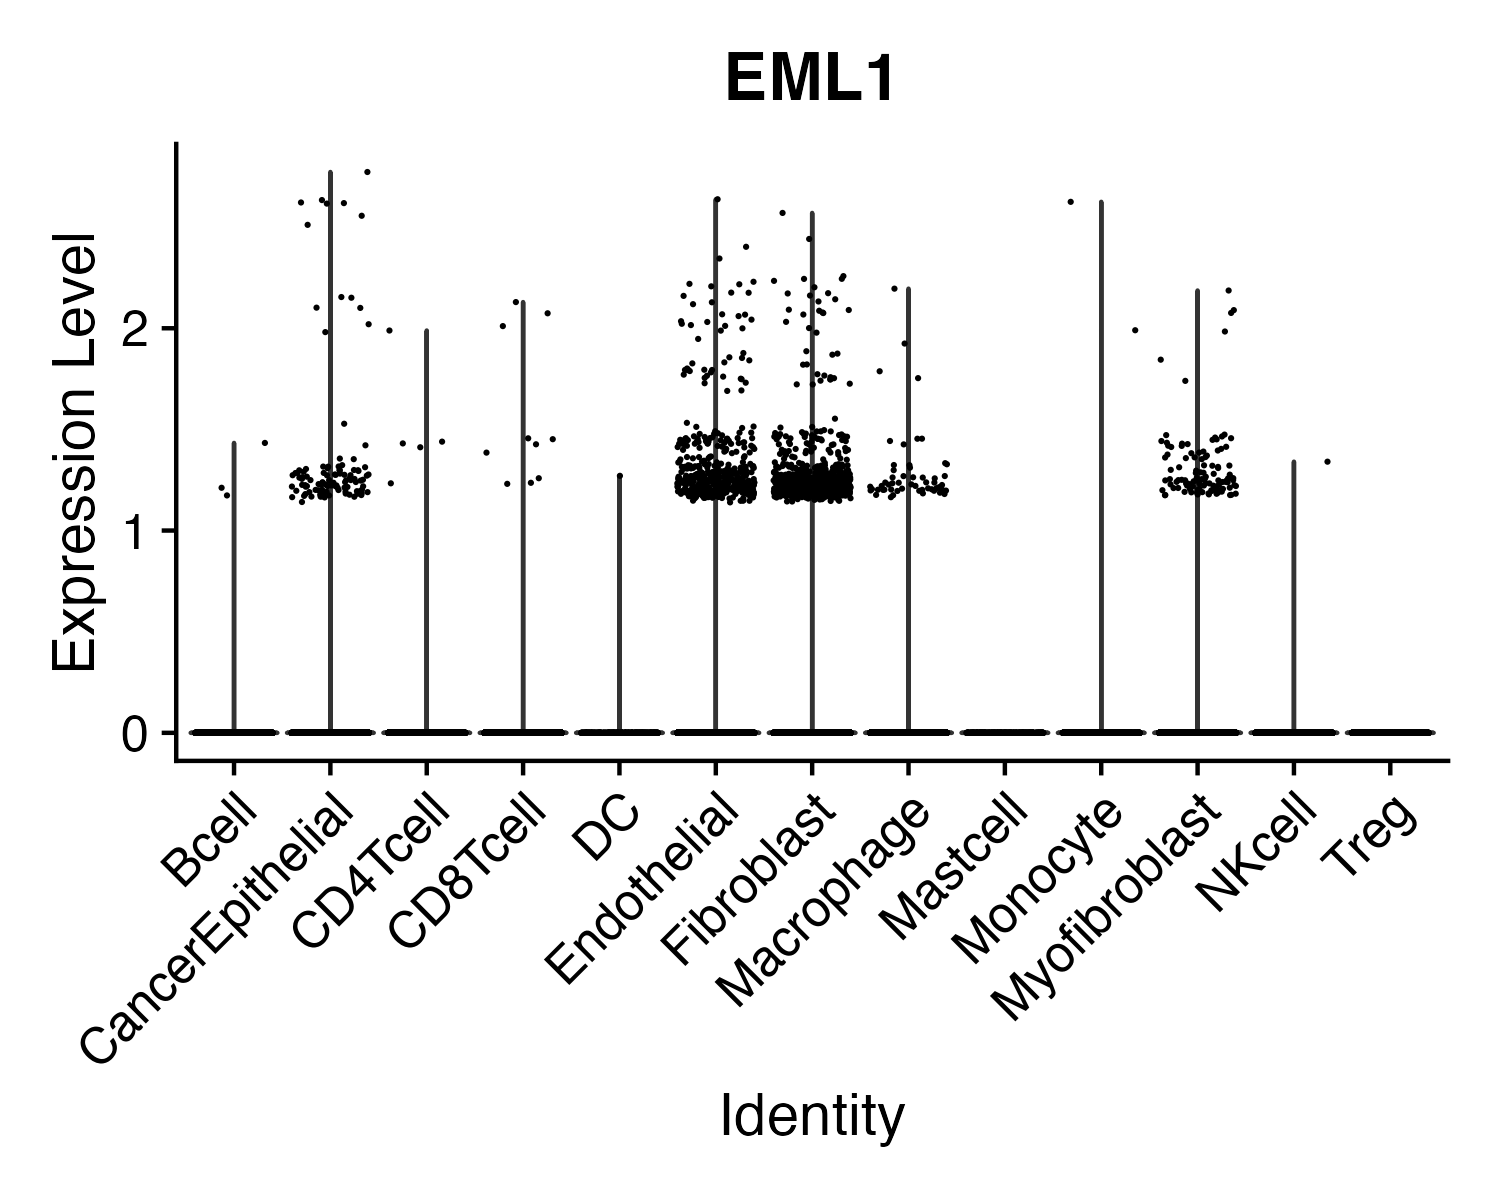 EML1
Expression Level
2
1
0
Bcell
CancerEpithelial
CD4Tcell
CD8Tcell
DC
Endothelial
Fibroblast
Macrophage
Mastcell
Monocyte
Myofibroblast
NKcell
Treg
Identity